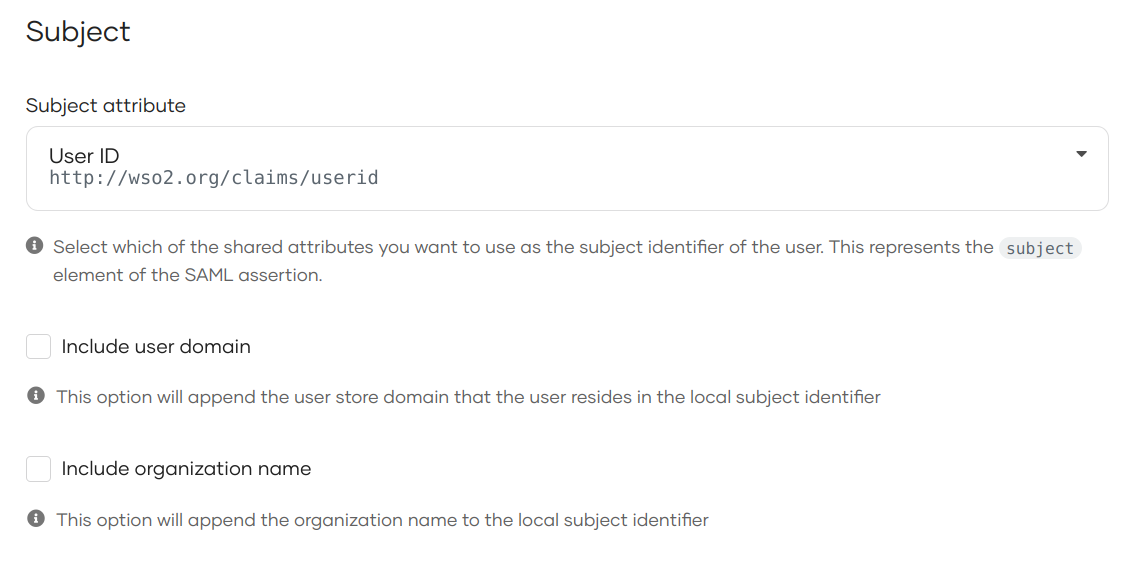 Subject
Subject attribute
User ID
http://wso2.org/claims/userid
Select which of the shared attributes you want to use as the subject identifier of the user. This represents the subject
element of the SAML assertion.
Include user domain
This option will append the user store domain that the user resides in the local subject identifier
Include organization name
This option will append the organization name to the local subject identifier